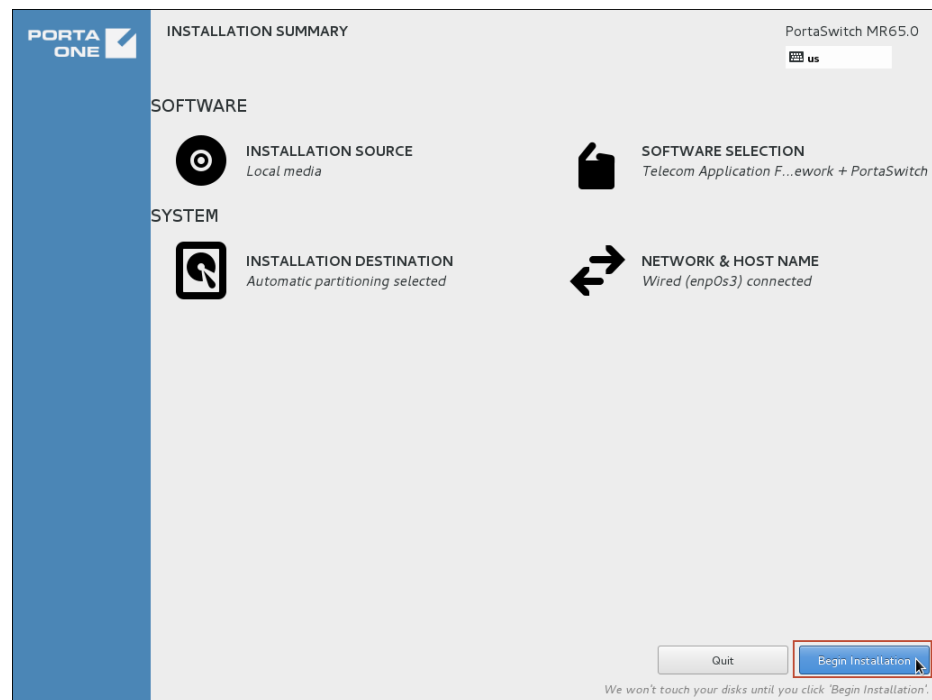 PORTA ONE
INSTALLATION SUMMARY
PortaSwitch MR65.0
us
SOFTWARE
INSTALLATION SOURCE
Local media
SOFTWARE SELECTION
Telecom Application F...ework + PortaSwitch
SYSTEM
INSTALLATION DESTINATION
Automatic partitioning selected
NETWORK & HOST NAME
Wired (enp0s3) connected
Quit
Begin Installation
We won't touch your disks until you click 'Begin Installation'.